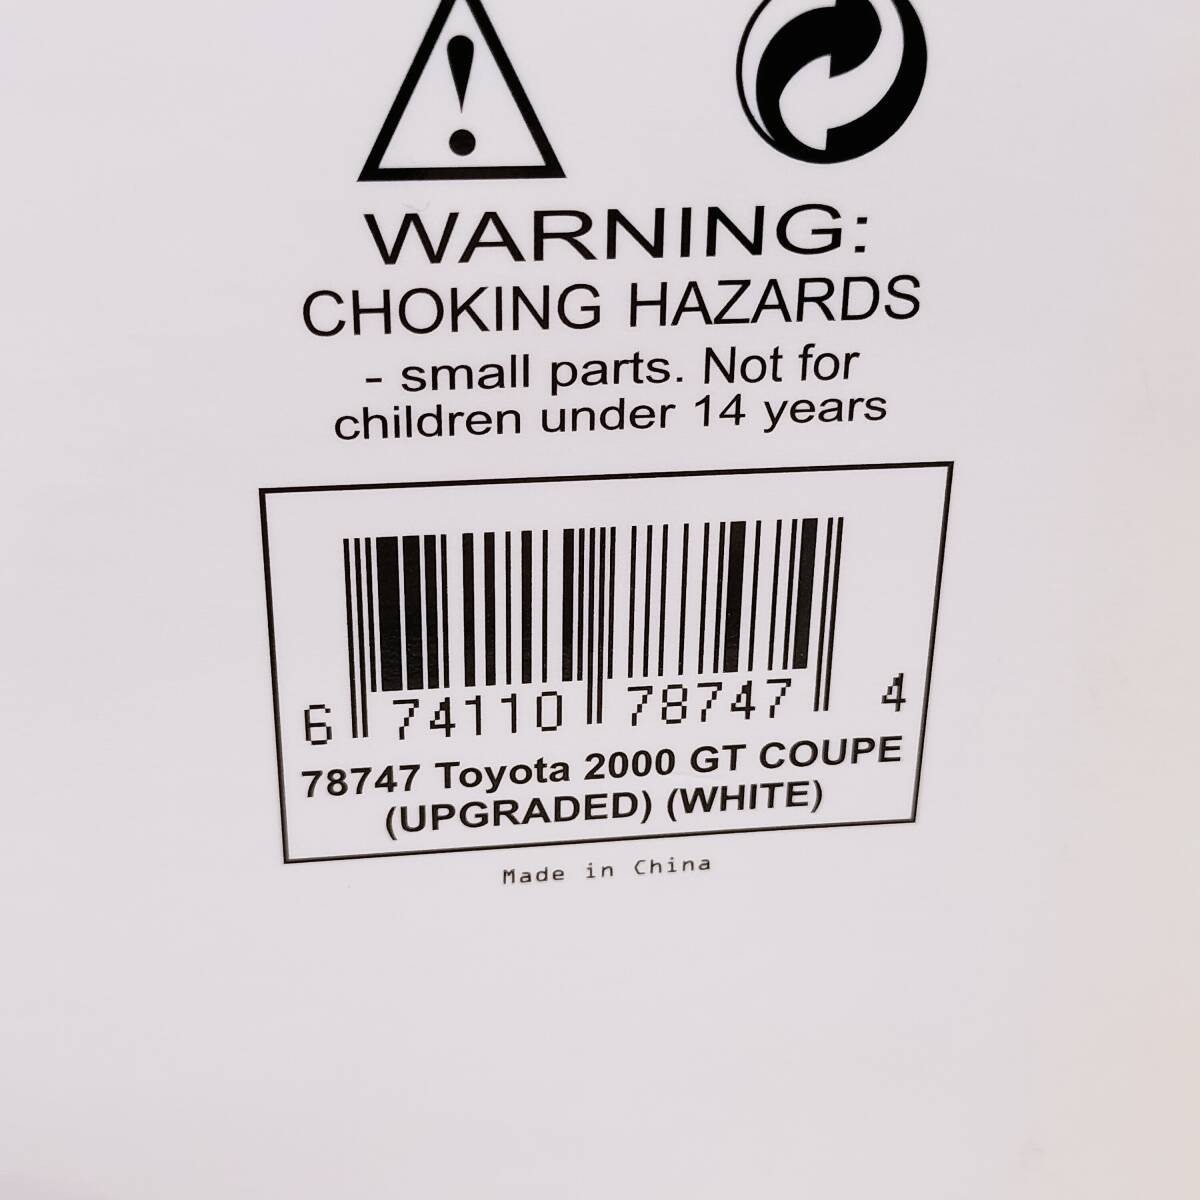 WARNING:
CHOKING HAZARDS
- small parts. Not for
children under 14 years
6 74110 78747 4
78747 Toyota 2000 GT COUPE
(UPGRADED) (WHITE)
Made in China